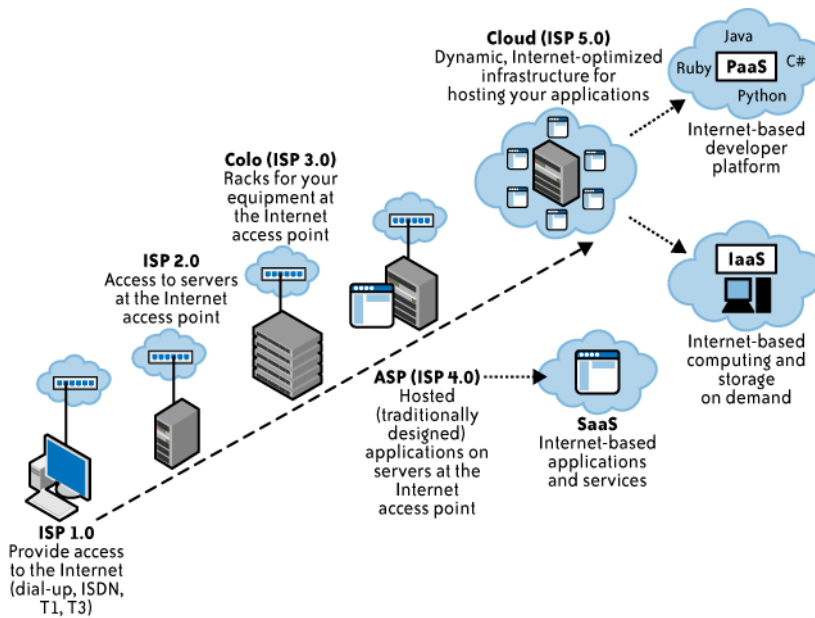 Cloud (ISP 5.0)
Dynamic, Internet-optimized
infrastructure for
hosting your applications
Java
Ruby
PaaS
C#
Python
Internet-based
developer
platform
Colo (ISP 3.0)
Racks for your
equipment at
the Internet
access point
ISP 2.0
Access to servers
at the Internet
access point
IaaS
Internet-based
computing and
storage
on demand
ASP (ISP 4.0)
Hosted
(traditionally
designed)
applications on
servers at the
Internet
access point
SaaS
Internet-based
applications
and services
ISP 1.0
Provide access
to the Internet
(dial-up, ISDN,
T1, T3)